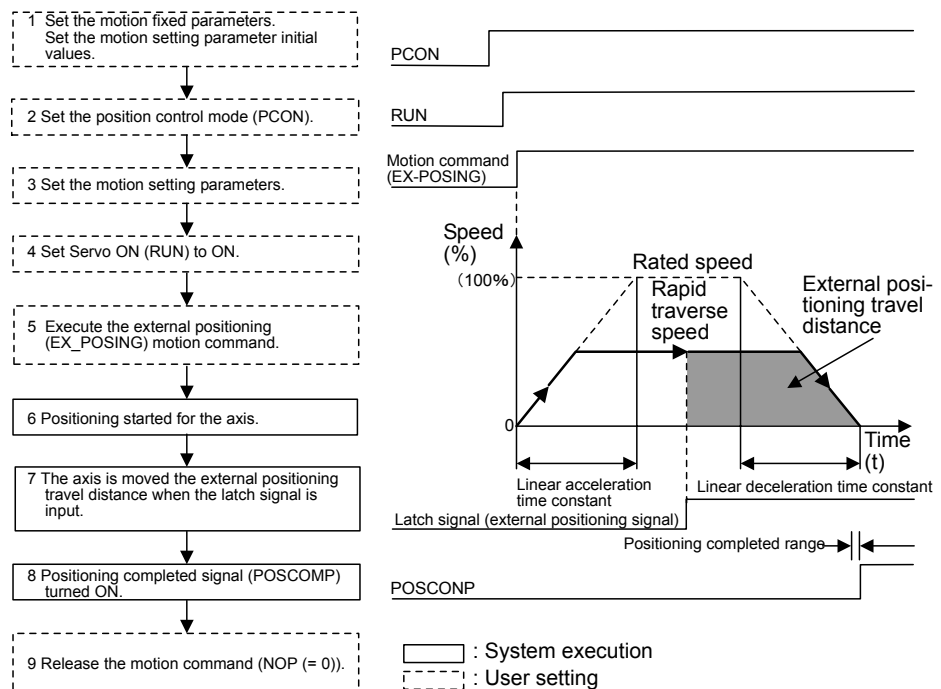 1 Set the motion fixed parameters.
Set the motion setting parameter initial
values.
2 Set the position control mode (PCON).
3 Set the motion setting parameters.
4 Set Servo ON (RUN) to ON.
5 Execute the external positioning
(EX_POSING) motion command.
6 Positioning started for the axis.
7 The axis is moved the external positioning
travel distance when the latch signal is
input.
8 Positioning completed signal (POSCOMP)
turned ON.
9 Release the motion command (NOP (= 0)).
PCON
RUN
Motion command
(EX-POSING)
Speed
(%)
(100%)
Rated speed
Rapid
traverse
speed
External posi-
tioning travel
distance
0
Time
(t)
Linear acceleration
time constant
Linear deceleration time constant
Latch signal (external positioning signal)
Positioning completed range
POSCONP
: System execution
: User setting